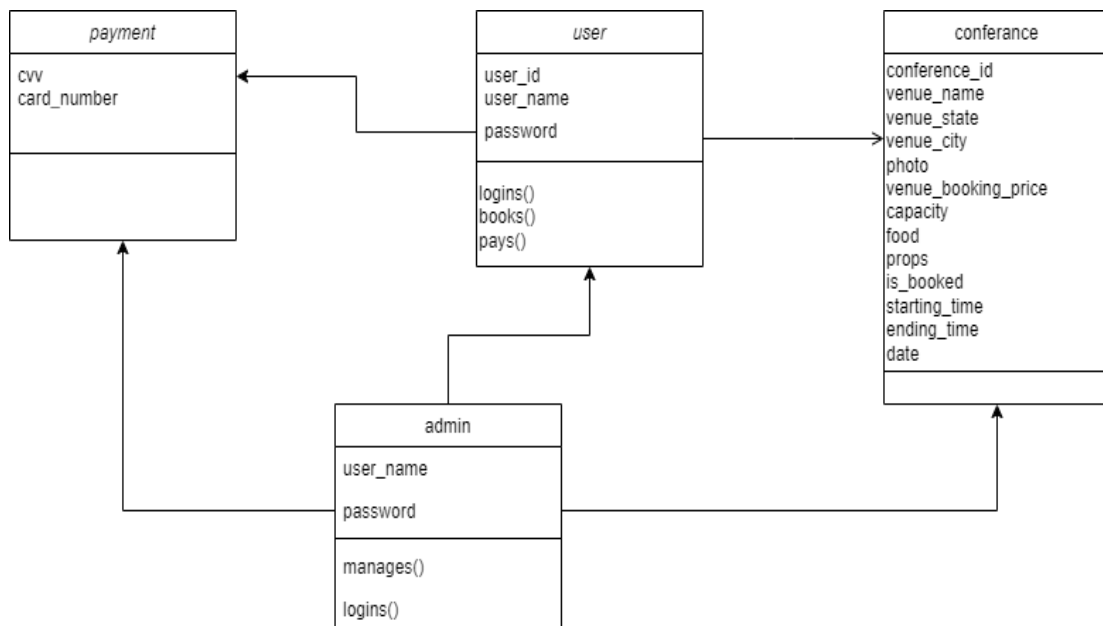 payment
cvv
card_number
user
user_id
user_name
password
logins()
books()
pays()
conferance
conference_id
venue_name
venue_state
venue_city
photo
venue_booking_price
capacity
food
props
is_booked
starting_time
ending_time
date
admin
user_name
password
manages()
logins()